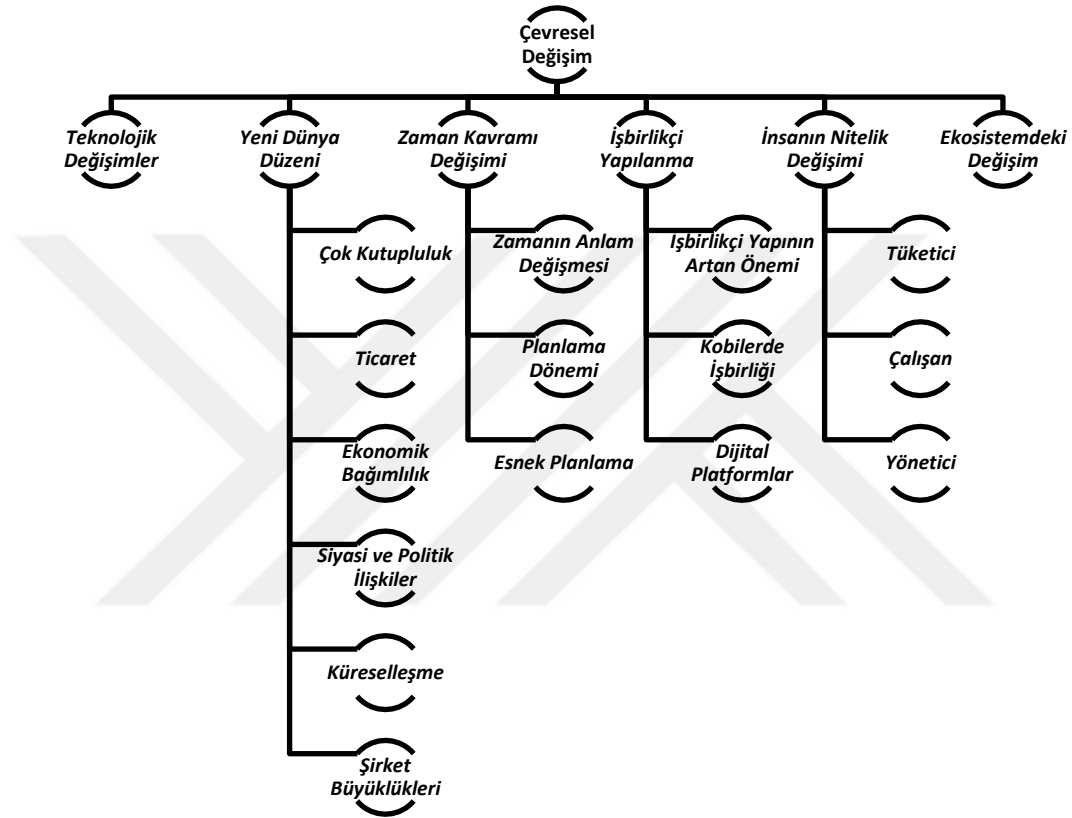 Çevresel
Değişim
Teknolojik
Değişimler
Yeni Dünya
Düzeni
Zaman Kavramı
Değişimi
İşbirlikçi
Yapılanma
İnsanın Nitelik
Değişimi
Ekosistemdeki
Değişim
Çok Kutupluluk
Ticaret
Ekonomik
Bağımlılık
Siyasi ve Politik
İlişkiler
Küreselleşme
Şirket
Büyüklükleri
Zamanın Anlam
Değişmesi
Planlama
Dönemi
Esnek Planlama
İşbirlikçi Yapının
Artan Önemi
Kobilerde
İşbirliği
Dijital
Platformlar
Tüketici
Çalışan
Yönetici